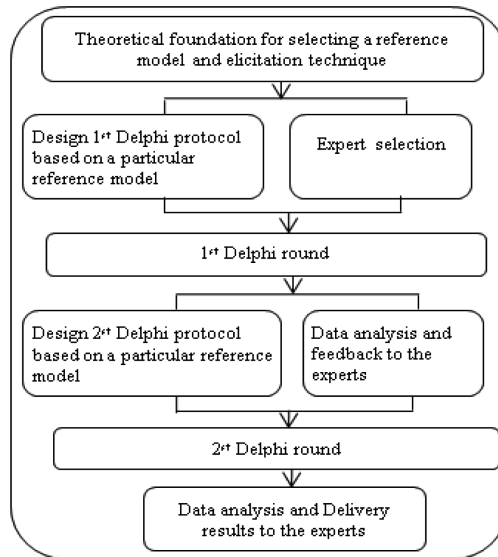 Theoretical foundation for selecting a reference
model and elicitation technique
Design 1st Delphi protocol
based on a particular
reference model
Expert selection
1st Delphi round
Design 2st Delphi protocol
based on a particular reference
model
Data analysis and
feedback to the
experts
2st Delphi round
Data analysis and Delivery
results to the experts